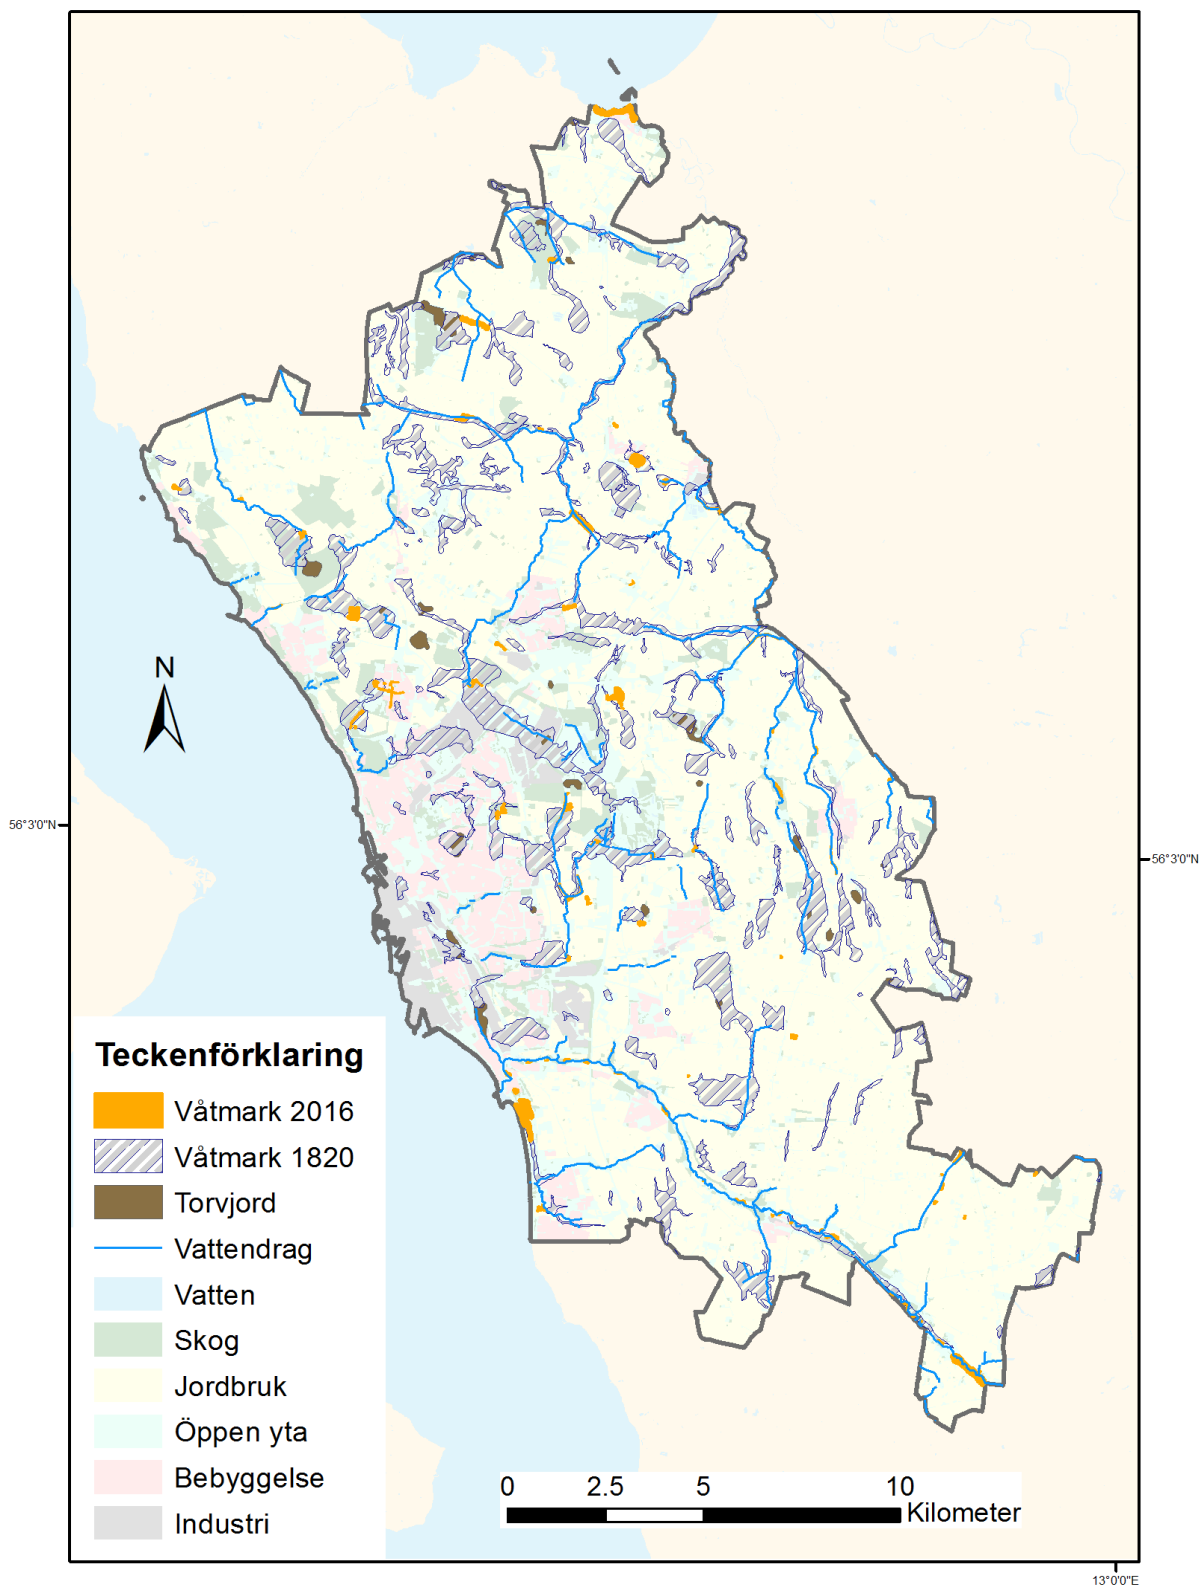 N
56°3'0"N
56°3'0"N
Teckenförklaring
Våtmark 2016
Våtmark 1820
Torvjord
Vattendrag
Vatten
Skog
Jordbruk
Öppen yta
Bebyggelse
Industri
0 2.5 5 10
Kilometer
13°0'0"E